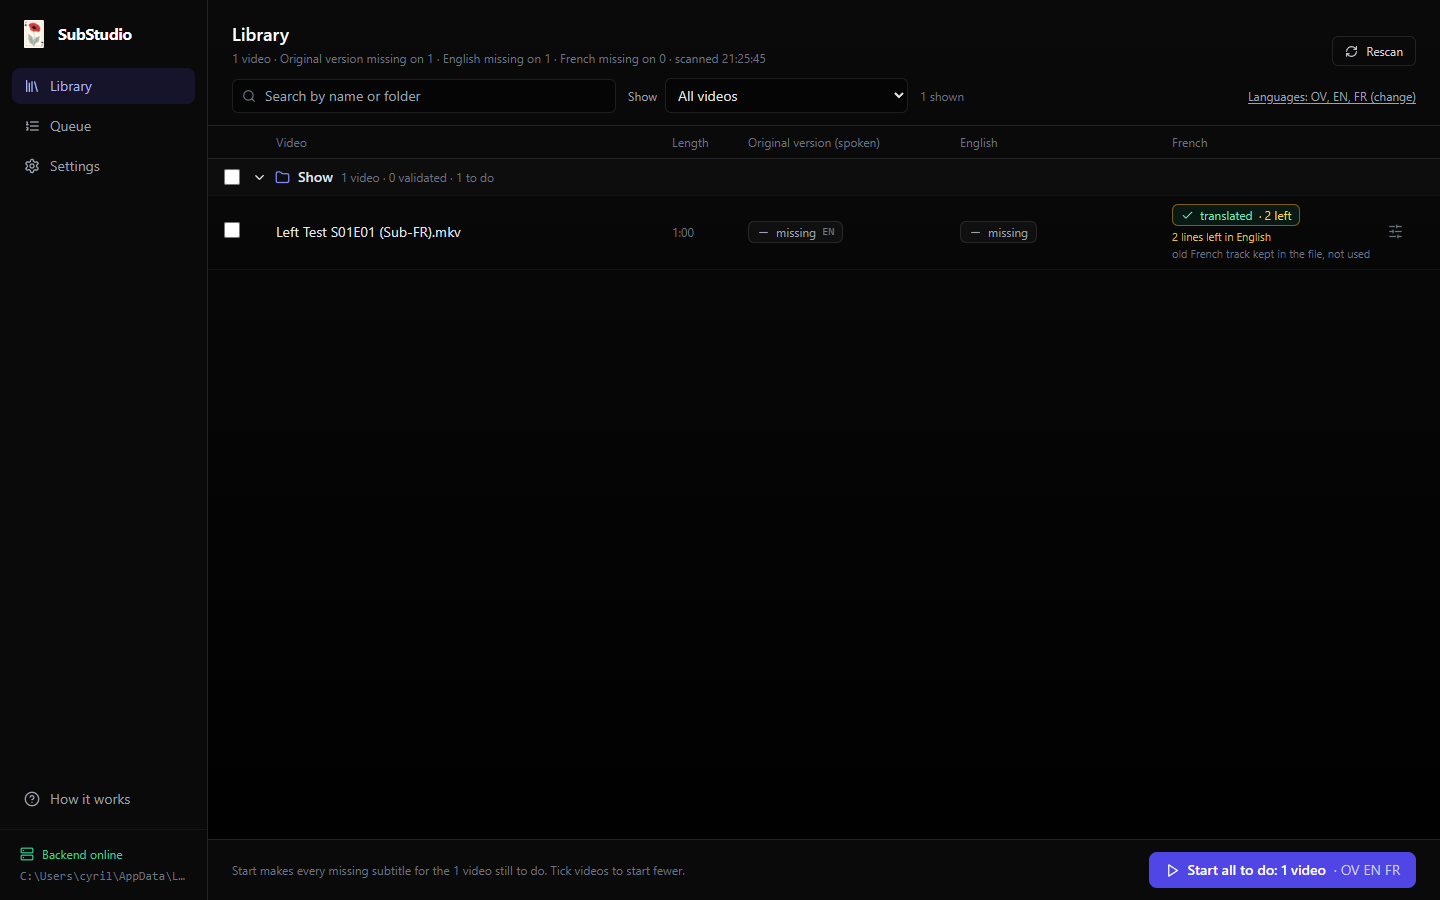 SubStudio
Library
Queue
Settings
How it works
Backend online
C:\Users\cyril\AppData\L…
Library
1 video · Original version missing on 1 · English missing on 1 · French missing on 0 · scanned 21:25:45
Rescan
Search by name or folder
Show
All videos
1 shown
Languages: OV, EN, FR (change)
Video Length Original version (spoken) English French
Show 1 video · 0 validated · 1 to do
Left Test S01E01 (Sub-FR).mkv 1:00 — missing EN — missing translated · 2 left
2 lines left in English
old French track kept in the file, not used
Start makes every missing subtitle for the 1 video still to do. Tick videos to start fewer.
Start all to do: 1 video · OV EN FR